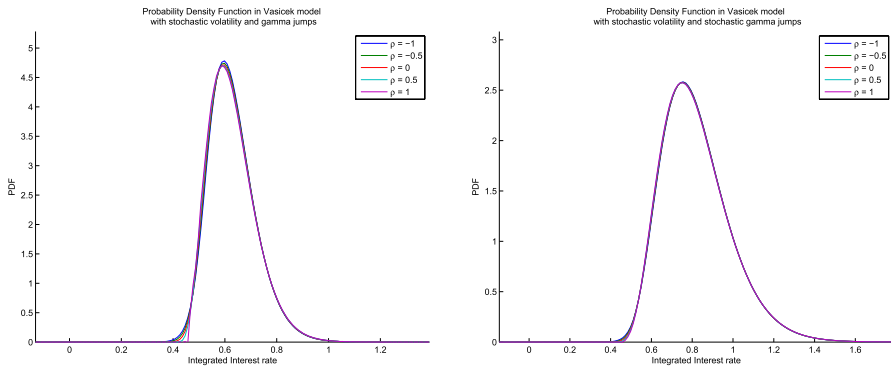 Probability Density Function in Vasicek model
with stochastic volatility and gamma jumps
5
4.5
4
3.5
3
2.5
2
1.5
1
0.5
0
PDF
0
0.2
0.4
0.6
0.8
1
1.2
Integrated Interest rate
ρ = −1
ρ = −0.5
ρ = 0
ρ = 0.5
ρ = 1
Probability Density Function in Vasicek model
with stochastic volatility and stochastic gamma jumps
3
2.5
2
1.5
1
0.5
0
PDF
0
0.2
0.4
0.6
0.8
1
1.2
1.4
1.6
Integrated Interest rate
ρ = −1
ρ = −0.5
ρ = 0
ρ = 0.5
ρ = 1